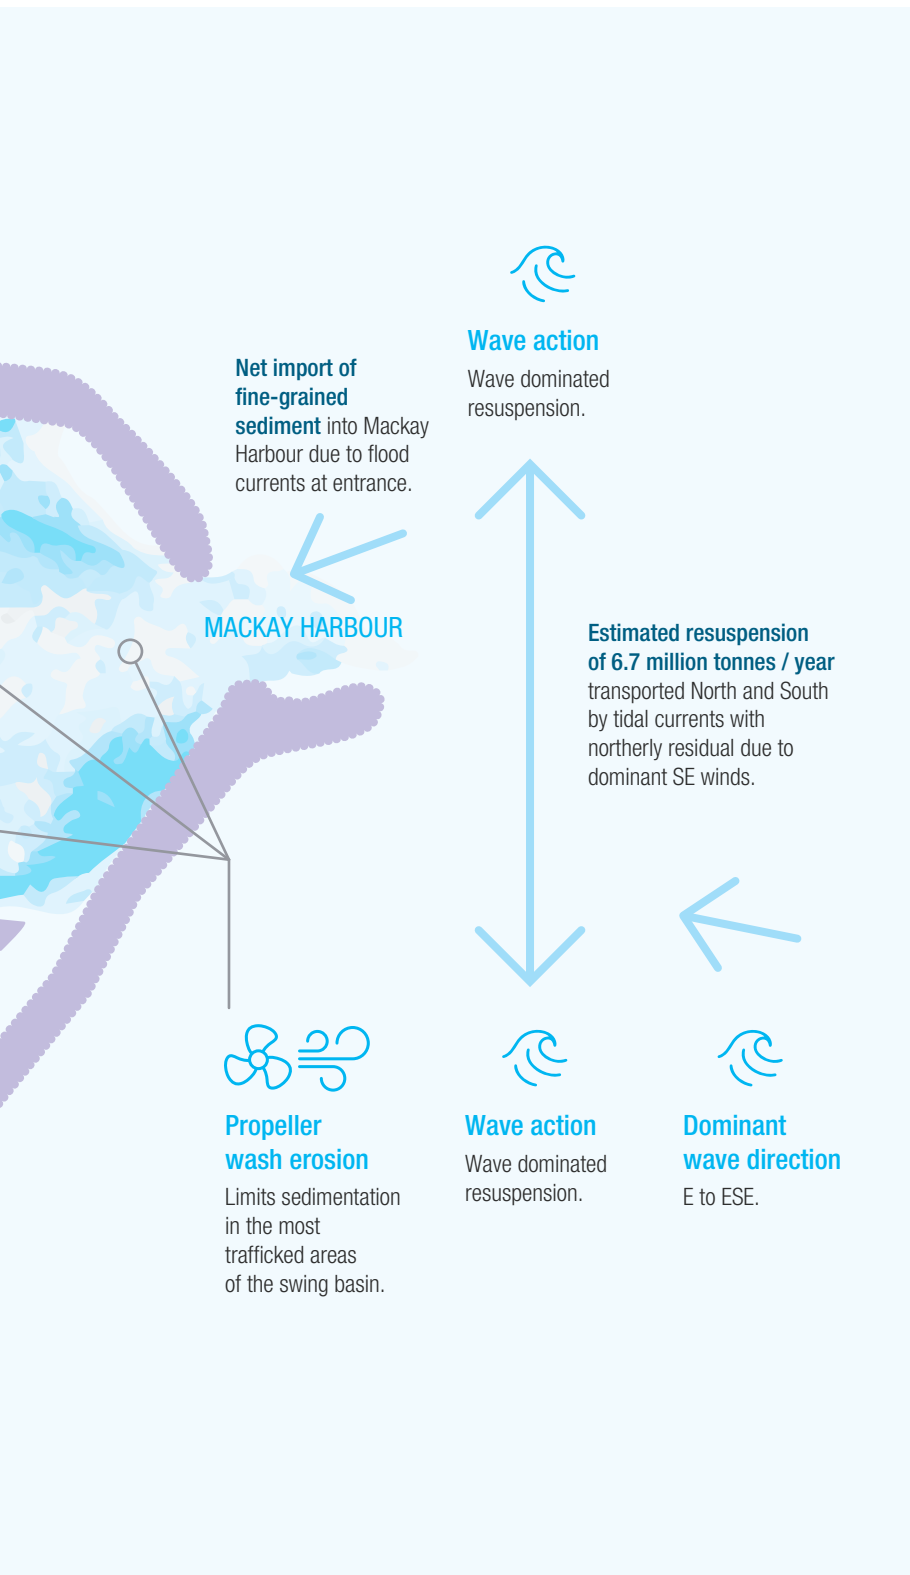 Wave action
Wave dominated
resuspension.
Net import of
fine-grained
sediment into Mackay
Harbour due to flood
currents at entrance.
MACKAY HARBOUR
Estimated resuspension
of 6.7 million tonnes / year
transported North and South
by tidal currents with
northerly residual due to
dominant SE winds.
Propeller
wash erosion
Limits sedimentation
in the most
trafficked areas
of the swing basin.
Wave action
Wave dominated
resuspension.
Dominant
wave direction
E to ESE.